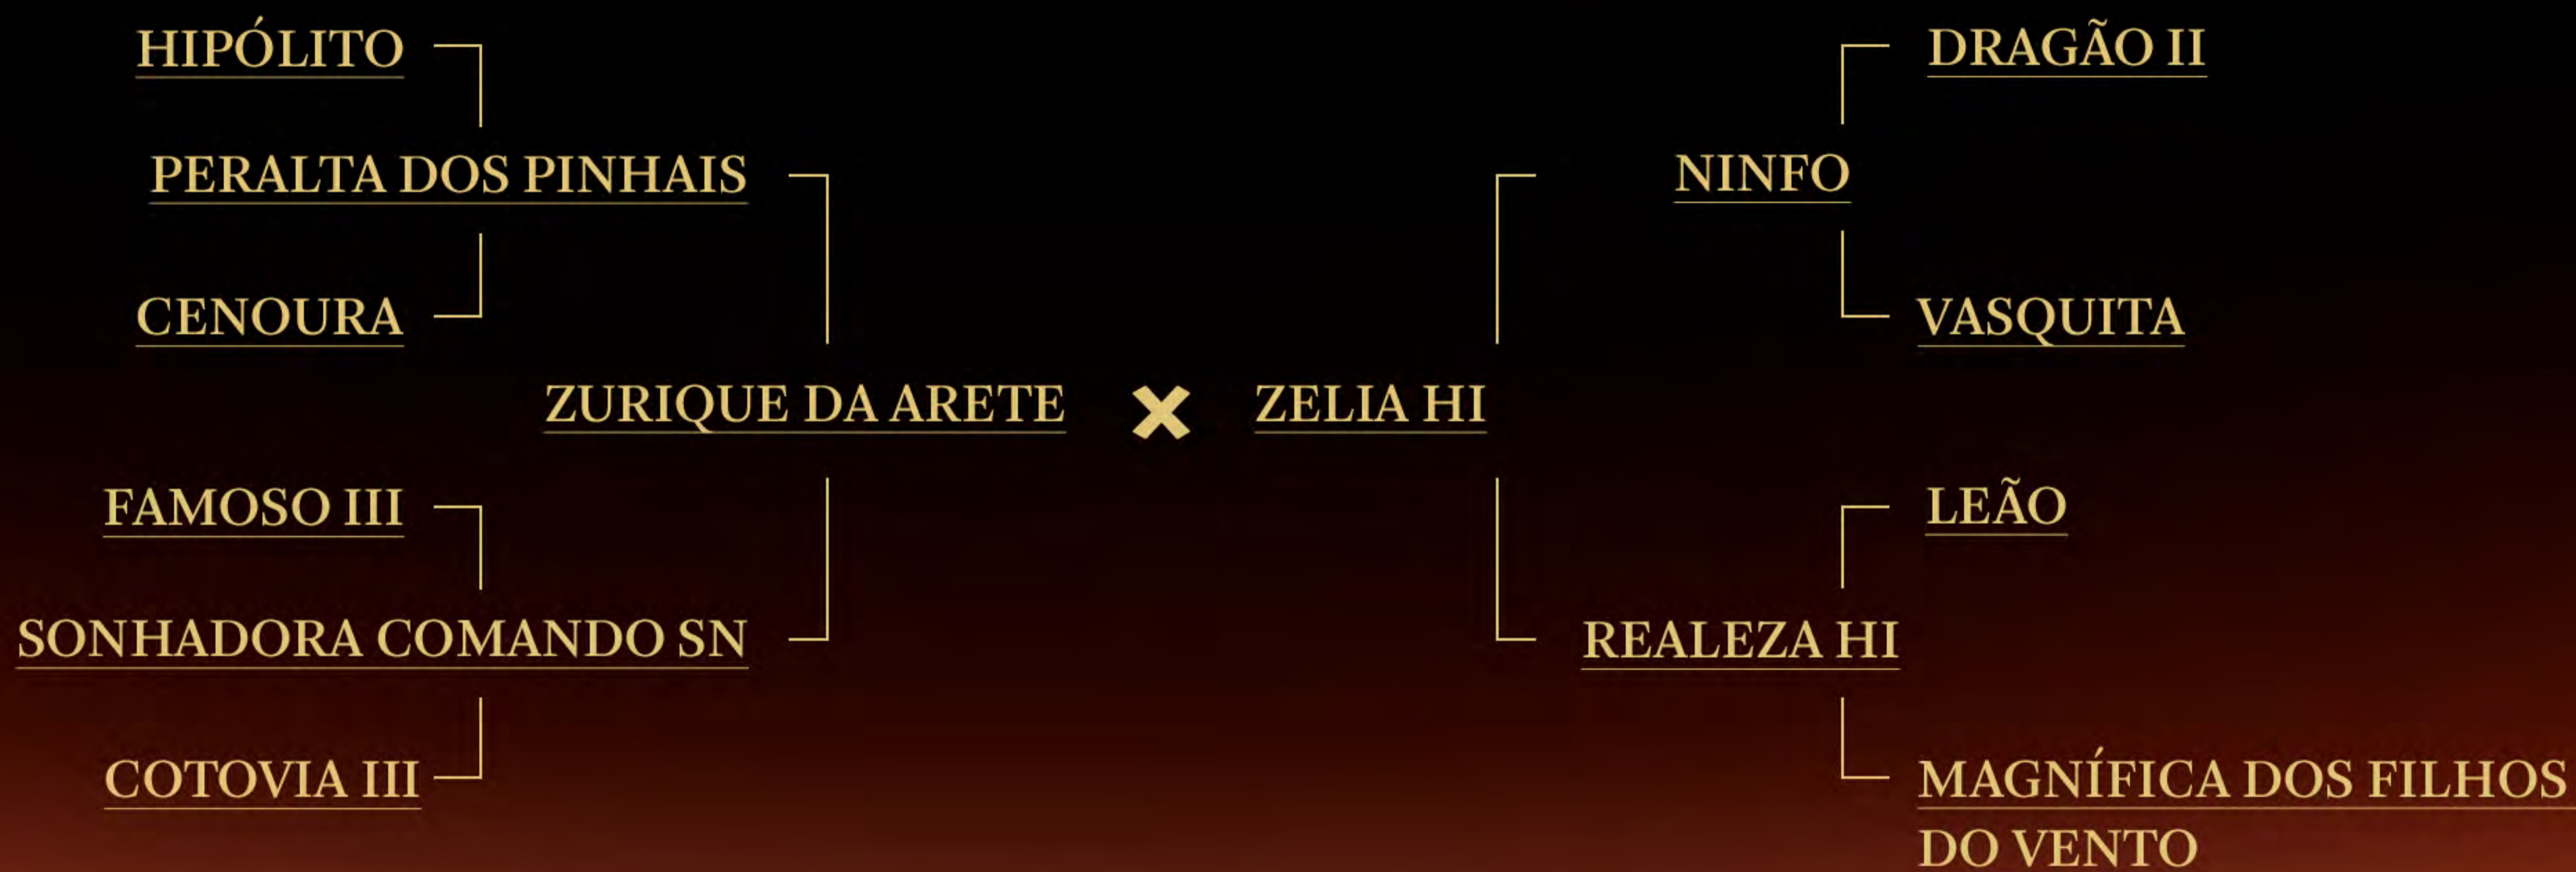 HIPÓLITO
DRAGÃO II
PERALTA DOS PINHAIS
NINFO
CENOURA
VASQUITA
ZURIQUE DA ARETE × ZELIA HI
FAMOSO III
LEÃO
SONHADORA COMANDO SN
REALEZA HI
COTOVIA III
MAGNÍFICA DOS FILHOS
DO VENTO